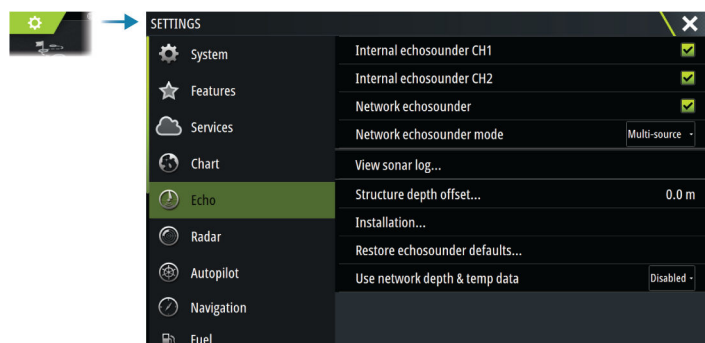 SETTINGS
System
Features
Services
Chart
Echo
Radar
Autopilot
Navigation
Fuel
Internal echosounder CH1
Internal echosounder CH2
Network echosounder
Network echosounder mode Multi-source
View sonar log...
Structure depth offset... 0.0 m
Installation...
Restore echosounder defaults...
Use network depth & temp data Disabled